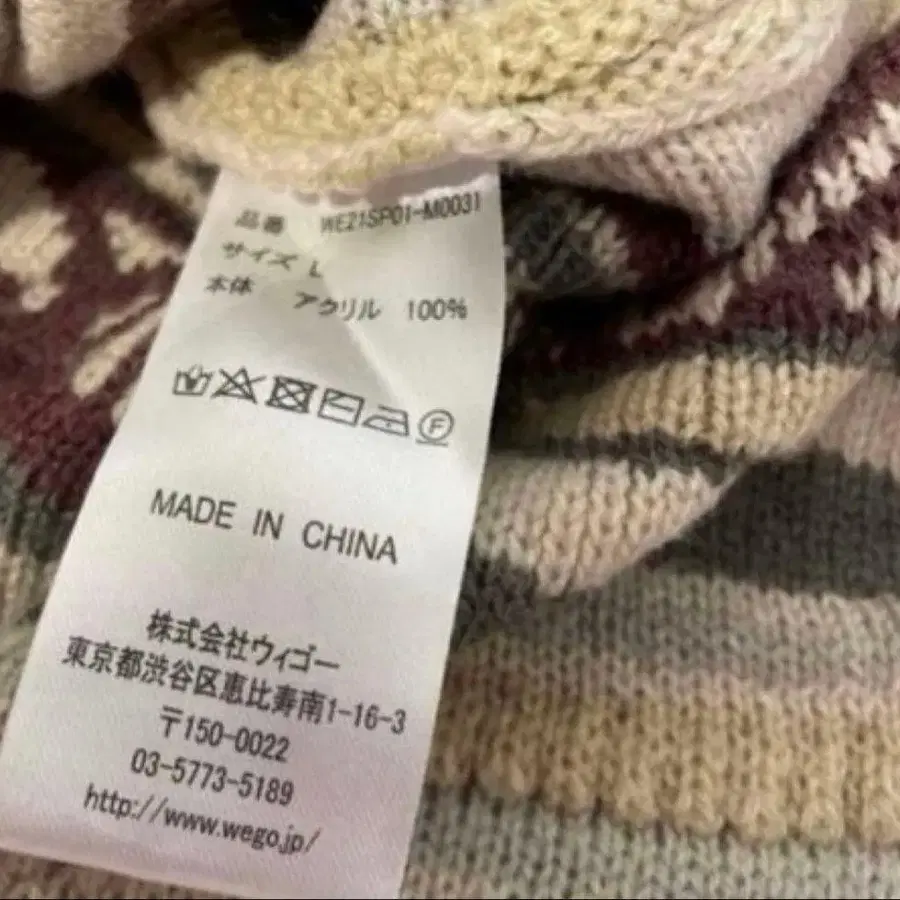 品番 WE21SP01-M0031
サイズ L
本体 アクリル 100%
F
MADE IN CHINA
株式会社ウィゴー
東京都渋谷区恵比寿南1-16-3
〒150-0022
03-5773-5189
http://www.wego.jp/